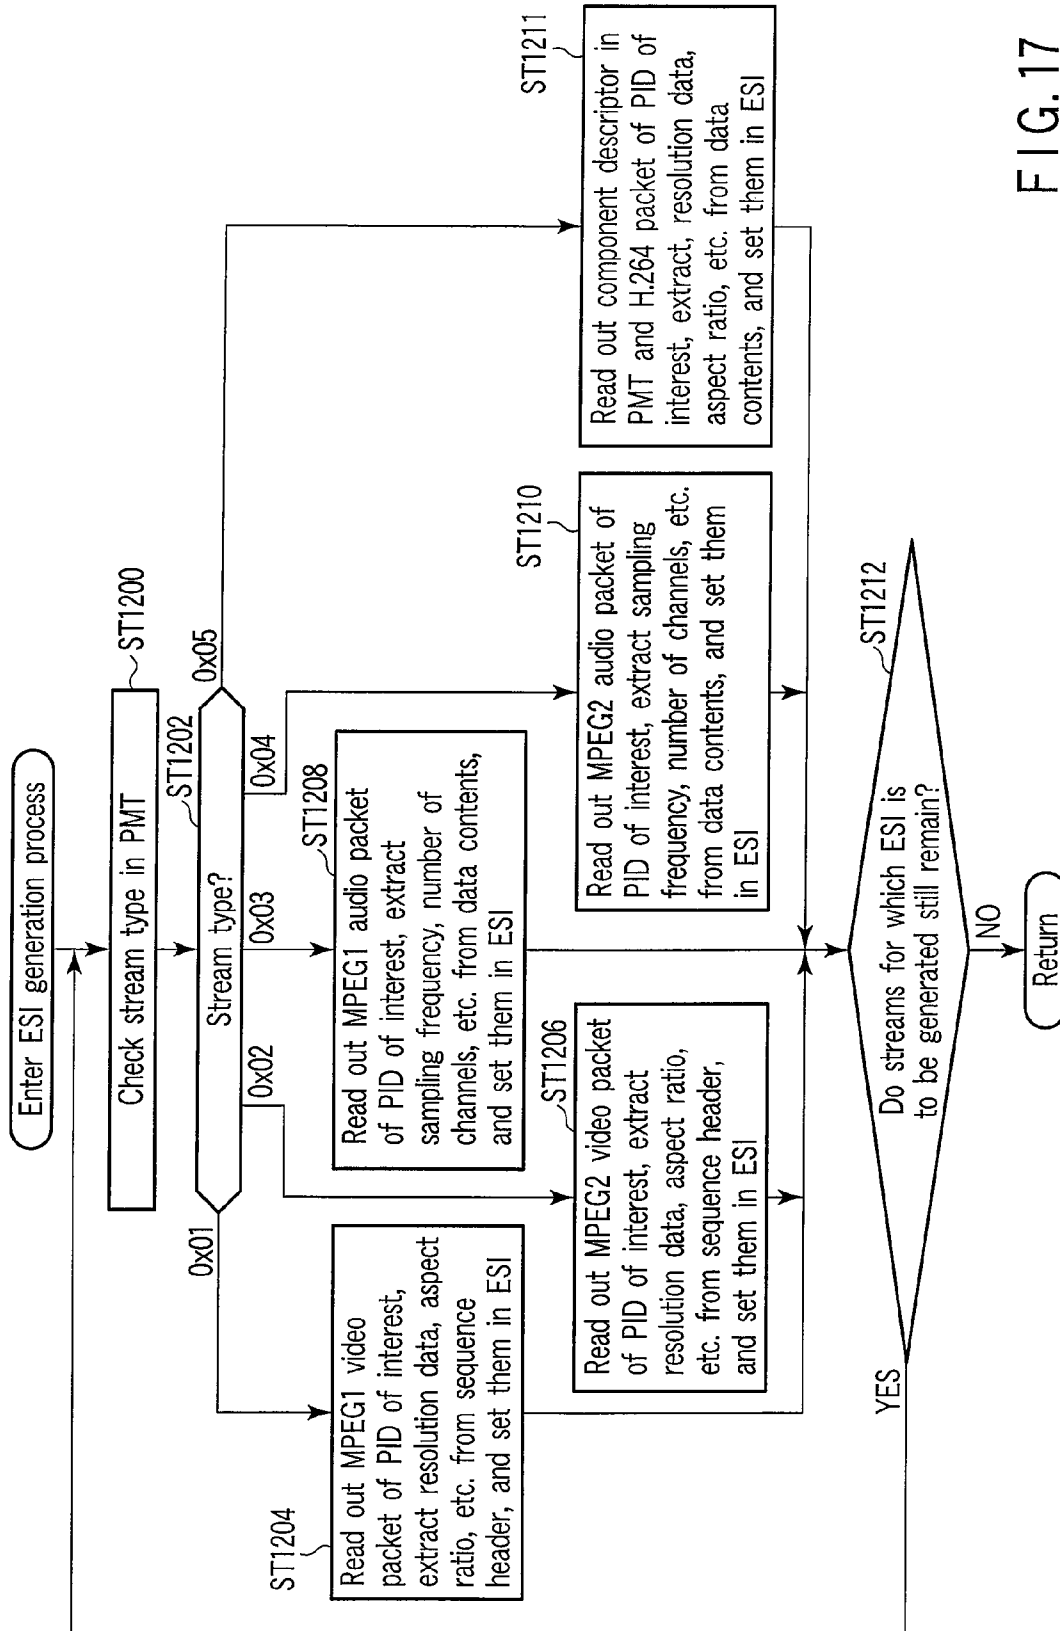 Enter ESI generation process
Check stream type in PMT
ST1200
ST1202
Stream type?
0x01
0x02
0x03
0x04
0x05
ST1204
Read out MPEG1 video
packet of PID of interest,
extract resolution data, aspect
ratio, etc. from sequence
header, and set them in ESI
ST1208
Read out MPEG1 audio packet
of PID of interest, extract
sampling frequency, number of
channels, etc. from data contents,
and set them in ESI
ST1206
Read out MPEG2 video packet
of PID of interest, extract
resolution data, aspect ratio,
etc. from sequence header,
and set them in ESI
ST1210
Read out MPEG2 audio packet of
PID of interest, extract sampling
frequency, number of channels, etc.
from data contents, and set them
in ESI
ST1211
Read out component descriptor in
PMT and H.264 packet of PID of
interest, extract, resolution data,
aspect ratio, etc. from data
contents, and set them in ESI
ST1212
Do streams for which ESI is
to be generated still remain?
YES
NO
Return
FIG. 17